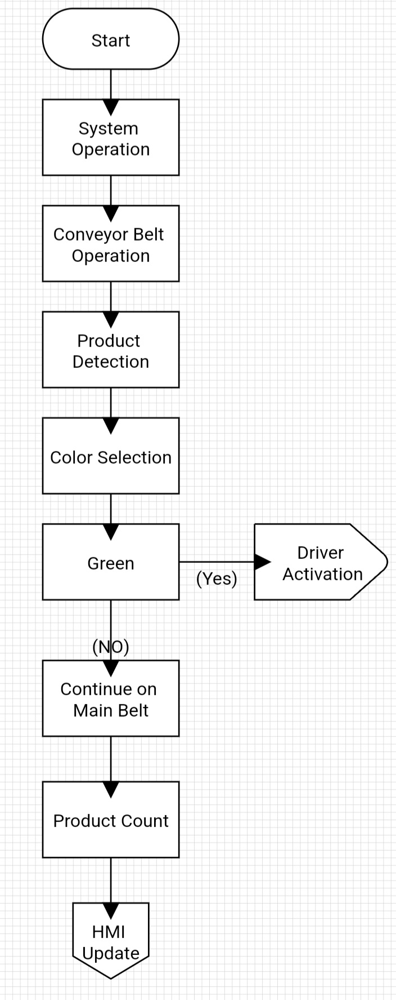 Start
System
Operation
Conveyor Belt
Operation
Product
Detection
Color Selection
Green
(Yes)
Driver
Activation
(NO)
Continue on
Main Belt
Product Count
HMI
Update